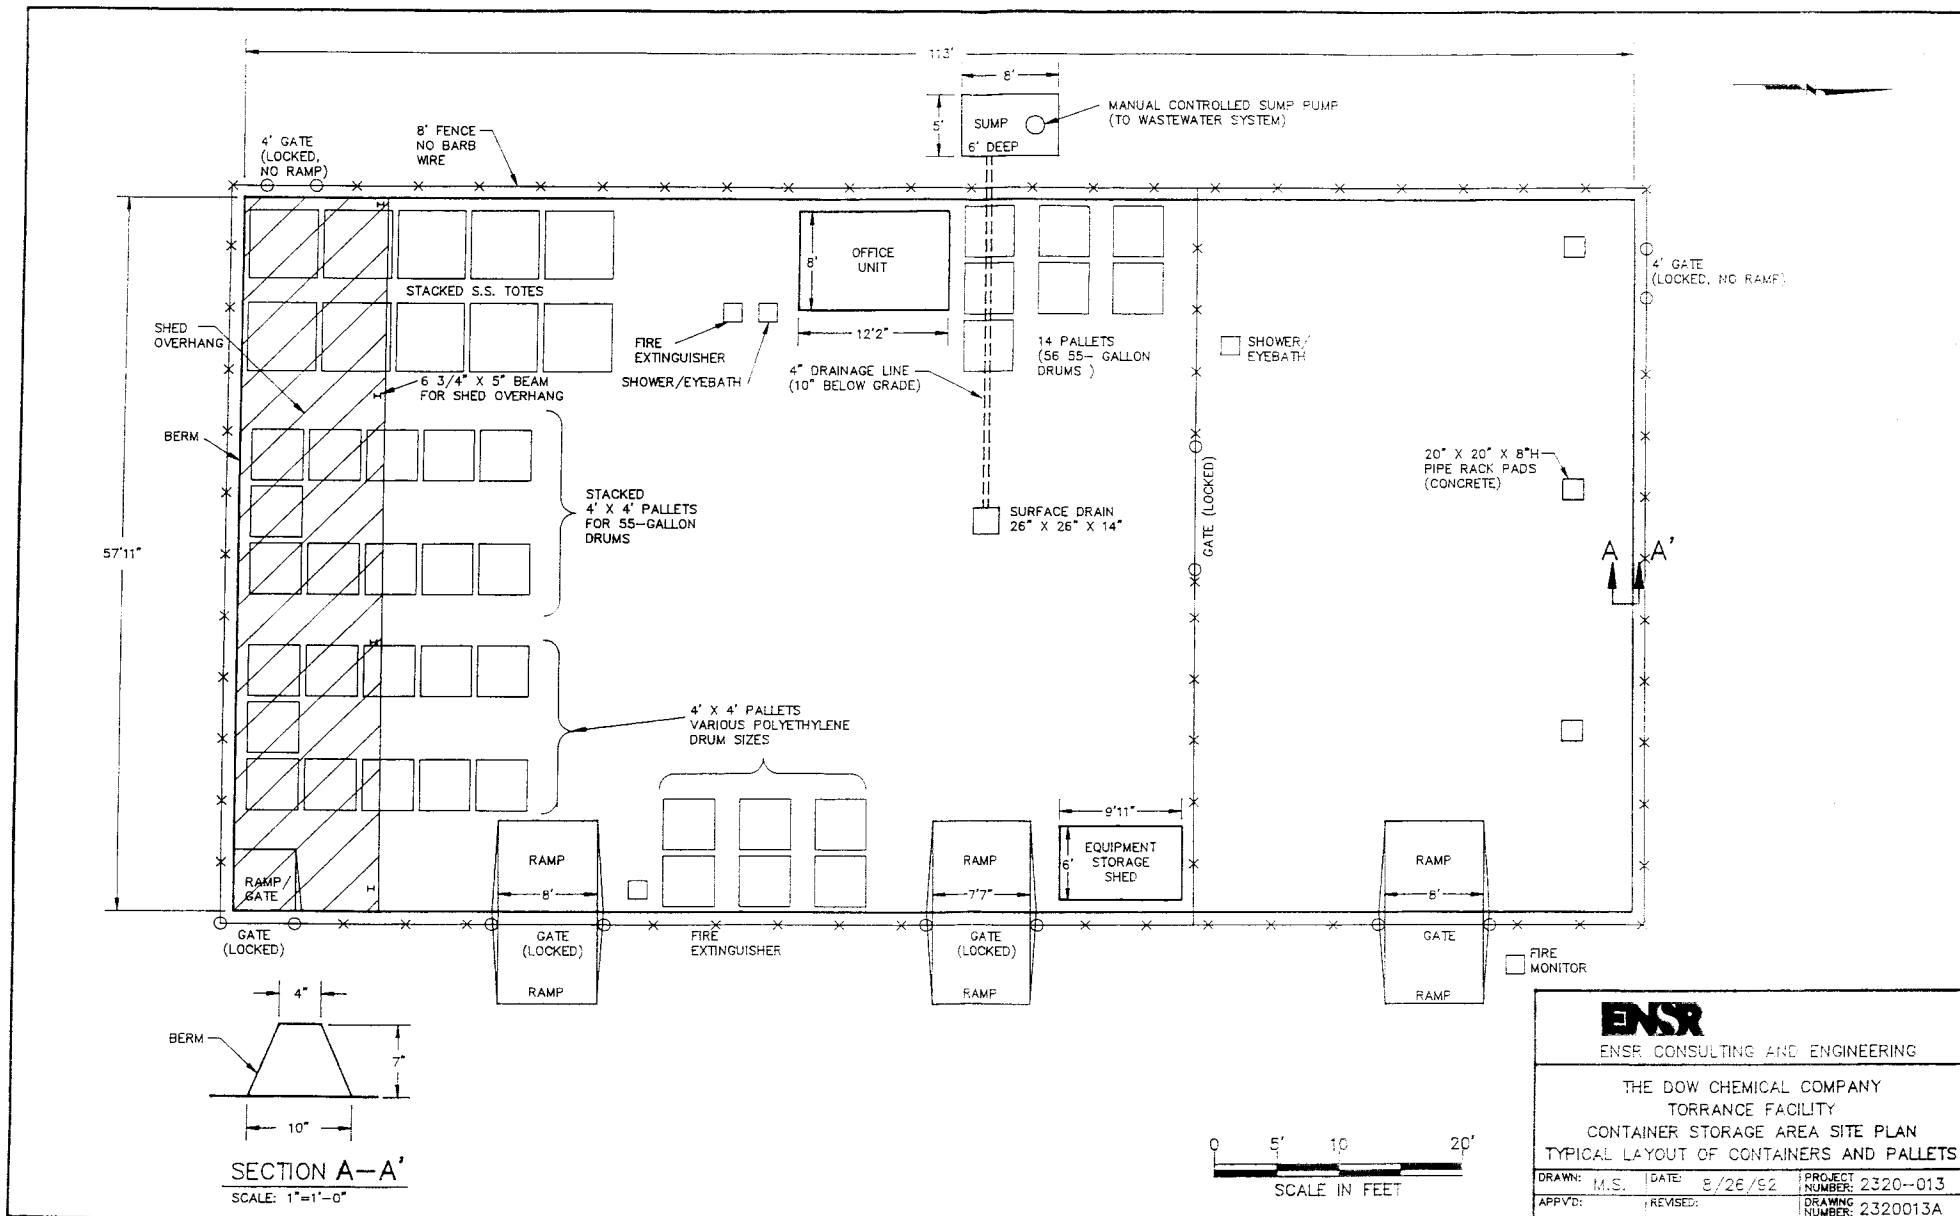 113'
8'
5'
SUMP
6' DEEP
MANUAL CONTROLLED SUMP PUMP
(TO WASTEWATER SYSTEM)
N
4' GATE
(LOCKED,
NO RAMP)
8' FENCE
NO BARB
WIRE
OFFICE
UNIT
8'
12'2"
STACKED S.S. TOTES
4' GATE
(LOCKED, NO RAMP)
SHED
OVERHANG
FIRE
EXTINGUISHER
SHOWER/EYEBATH
14 PALLETS
(56 55- GALLON
DRUMS )
SHOWER/
EYEBATH
6 3/4" X 5" BEAM
FOR SHED OVERHANG
4" DRAINAGE LINE
(10" BELOW GRADE)
BERM
GATE (LOCKED)
20" X 20" X 8"H
PIPE RACK PADS
(CONCRETE)
STACKED
4' X 4' PALLETS
FOR 55-GALLON
DRUMS
SURFACE DRAIN
26" X 26" X 14"
57'11"
A A'
4' X 4' PALLETS
VARIOUS POLYETHYLENE
DRUM SIZES
RAMP/
GATE
RAMP
8'
RAMP
7'7"
9'11"
6'
EQUIPMENT
STORAGE
SHED
RAMP
8'
GATE
(LOCKED)
GATE
(LOCKED)
FIRE
EXTINGUISHER
GATE
(LOCKED)
GATE
FIRE
MONITOR
RAMP
RAMP
RAMP
4"
BERM
7"
10"
SECTION A-A'
SCALE: 1"=1'-0"
0 5' 10 20'
SCALE IN FEET
ENSR
ENSR CONSULTING AND ENGINEERING
THE DOW CHEMICAL COMPANY
TORRANCE FACILITY
CONTAINER STORAGE AREA SITE PLAN
TYPICAL LAYOUT OF CONTAINERS AND PALLETS
DRAWN: M.S. DATE: 8/26/92 PROJECT NUMBER: 2320-013
APPV'D: REVISED: DRAWING NUMBER: 2320013A